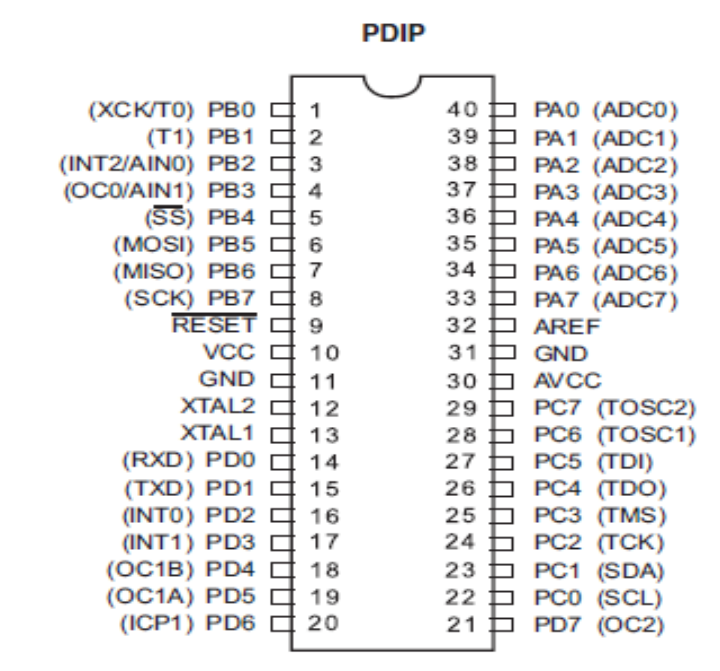 PDIP
(XCK/T0) PB0 1 40 PA0 (ADC0)
(T1) PB1 2 39 PA1 (ADC1)
(INT2/AIN0) PB2 3 38 PA2 (ADC2)
(OC0/AIN1) PB3 4 37 PA3 (ADC3)
(S̅S̅) PB4 5 36 PA4 (ADC4)
(MOSI) PB5 6 35 PA5 (ADC5)
(MISO) PB6 7 34 PA6 (ADC6)
(SCK) PB7 8 33 PA7 (ADC7)
R̅E̅S̅E̅T̅ 9 32 AREF
VCC 10 31 GND
GND 11 30 AVCC
XTAL2 12 29 PC7 (TOSC2)
XTAL1 13 28 PC6 (TOSC1)
(RXD) PD0 14 27 PC5 (TDI)
(TXD) PD1 15 26 PC4 (TDO)
(INT0) PD2 16 25 PC3 (TMS)
(INT1) PD3 17 24 PC2 (TCK)
(OC1B) PD4 18 23 PC1 (SDA)
(OC1A) PD5 19 22 PC0 (SCL)
(ICP1) PD6 20 21 PD7 (OC2)